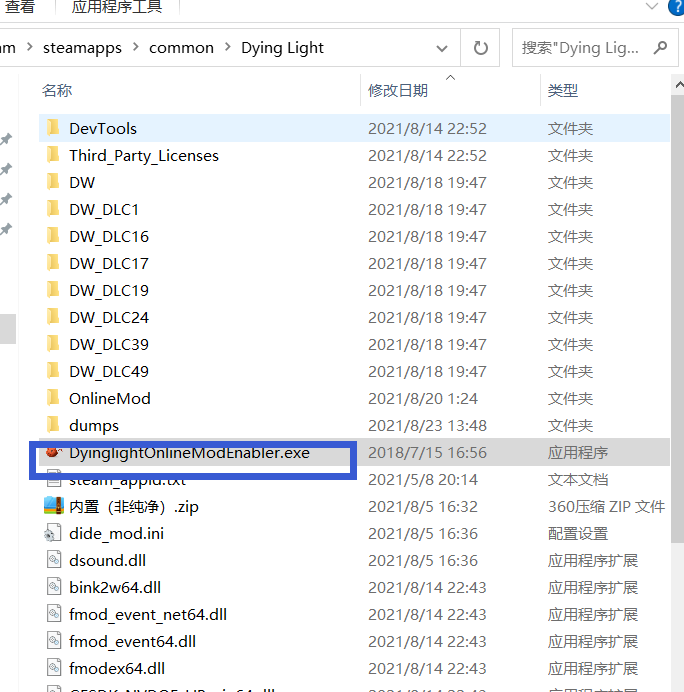 查看 应用程序工具
am > steamapps > common > Dying Light 搜索"Dying Lig...
名称 修改日期 类型
DevTools 2021/8/14 22:52 文件夹
Third_Party_Licenses 2021/8/14 22:52 文件夹
DW 2021/8/18 19:47 文件夹
DW_DLC1 2021/8/18 19:47 文件夹
DW_DLC16 2021/8/18 19:47 文件夹
DW_DLC17 2021/8/18 19:47 文件夹
DW_DLC19 2021/8/18 19:47 文件夹
DW_DLC24 2021/8/18 19:47 文件夹
DW_DLC39 2021/8/18 19:47 文件夹
DW_DLC49 2021/8/18 19:47 文件夹
OnlineMod 2021/8/20 1:24 文件夹
dumps 2021/8/23 13:48 文件夹
DyinglightOnlineModEnabler.exe 2018/7/15 16:56 应用程序
steam_appid.txt 2021/5/8 20:14 文本文档
内置（非纯净）.zip 2021/8/5 16:32 360压缩 ZIP 文件
dide_mod.ini 2021/8/5 16:36 配置设置
dsound.dll 2021/8/5 16:36 应用程序扩展
bink2w64.dll 2021/8/14 22:43 应用程序扩展
fmod_event_net64.dll 2021/8/14 22:43 应用程序扩展
fmod_event64.dll 2021/8/14 22:43 应用程序扩展
fmodex64.dll 2021/8/14 22:43 应用程序扩展